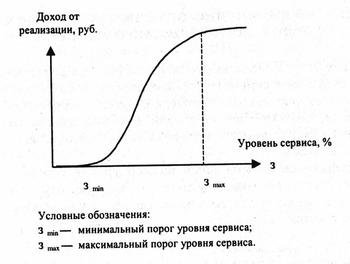 Доход от
реализации, руб.
Уровень сервиса, %
З
З min
З max
Условные обозначения:
З min — минимальный порог уровня сервиса;
З max — максимальный порог уровня сервиса.